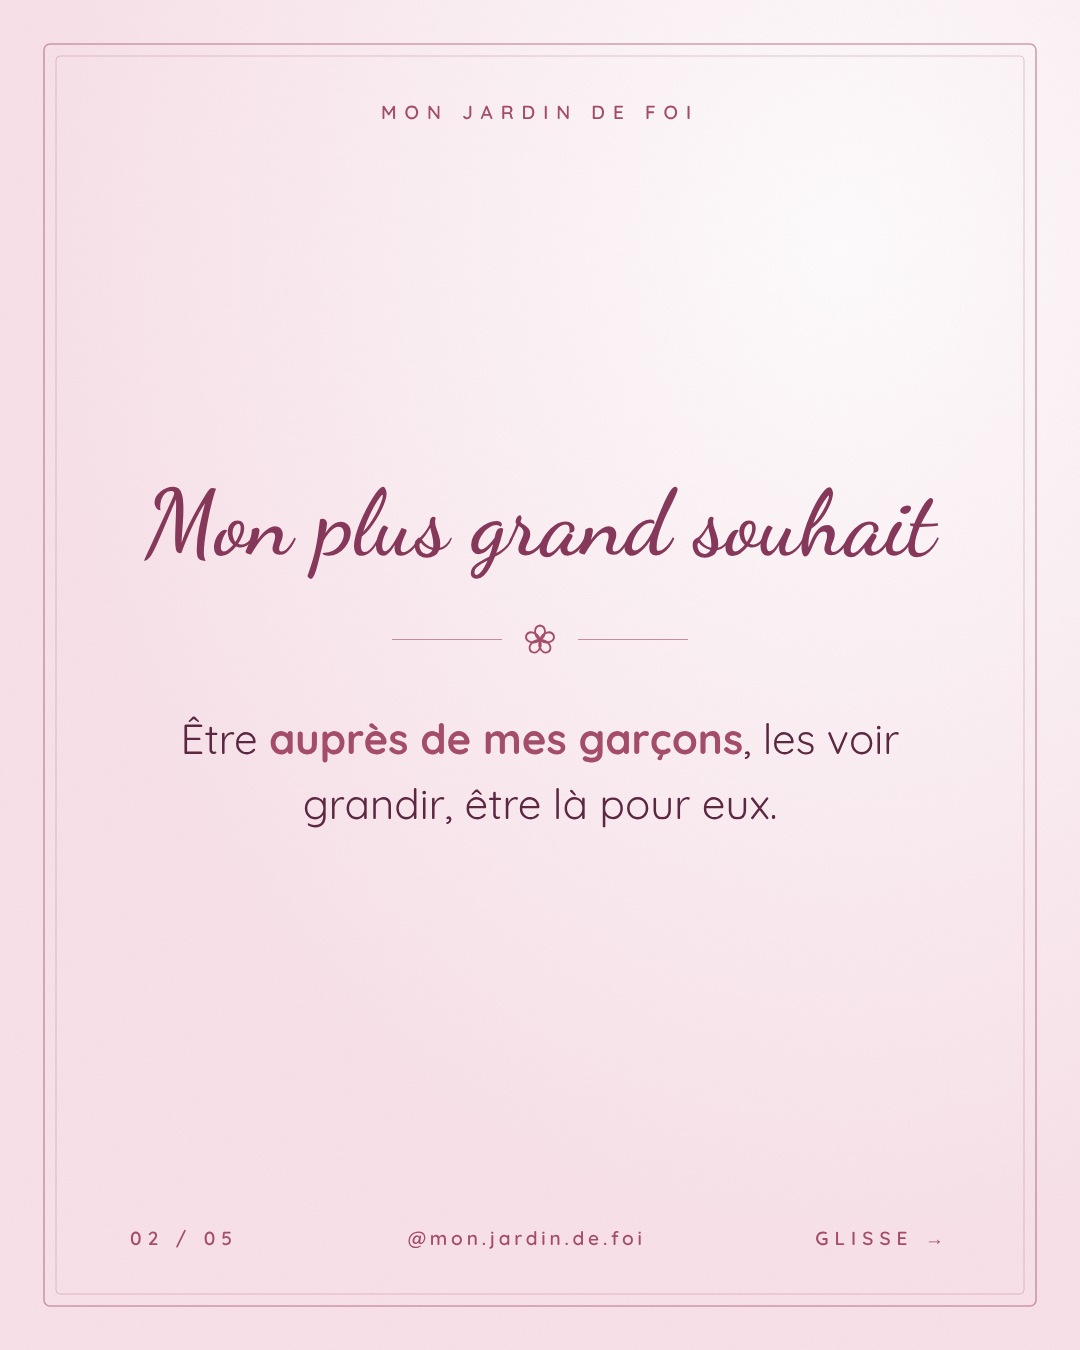 MON JARDIN DE FOI
Mon plus grand souhait
Être auprès de mes garçons, les voir
grandir, être là pour eux.
02 / 05
@mon.jardin.de.foi
GLISSE →